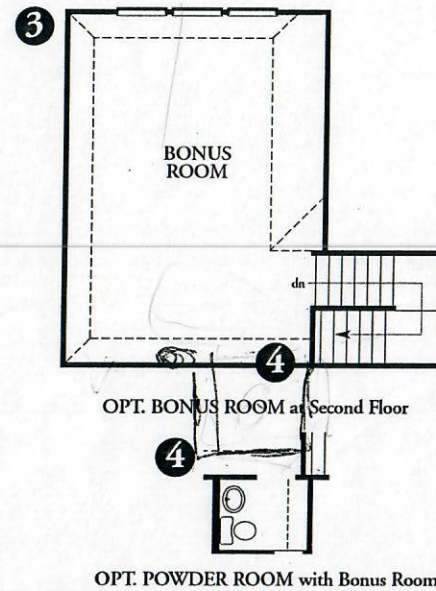 3
BONUS
ROOM
dn
4
OPT. BONUS ROOM at Second Floor
4
OPT. POWDER ROOM with Bonus Room